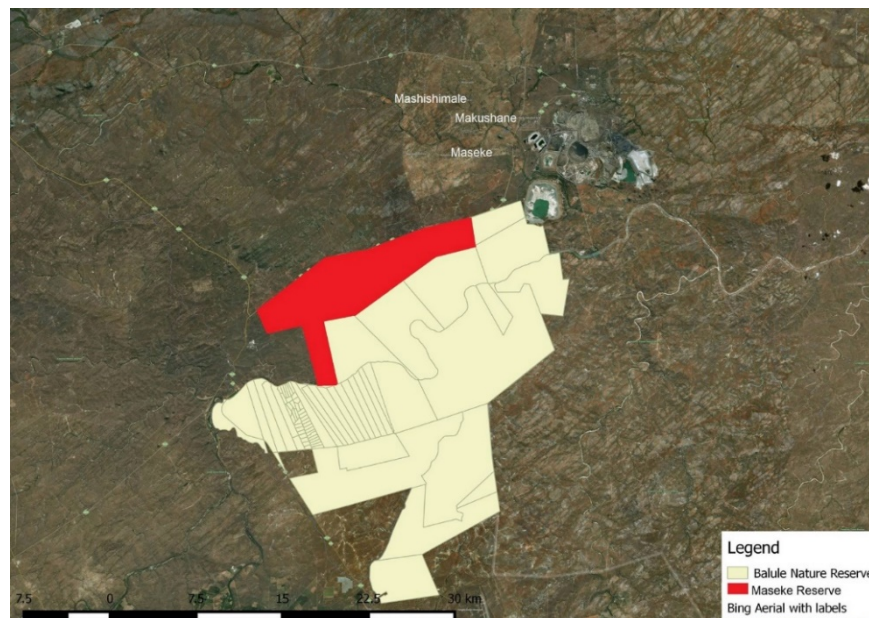 Mashishimale
Makushane
Maseke
Legend
Balule Nature Reserve
Maseke Reserve
Bing Aerial with labels
7.5 0 7.5 15 22.5 30 km